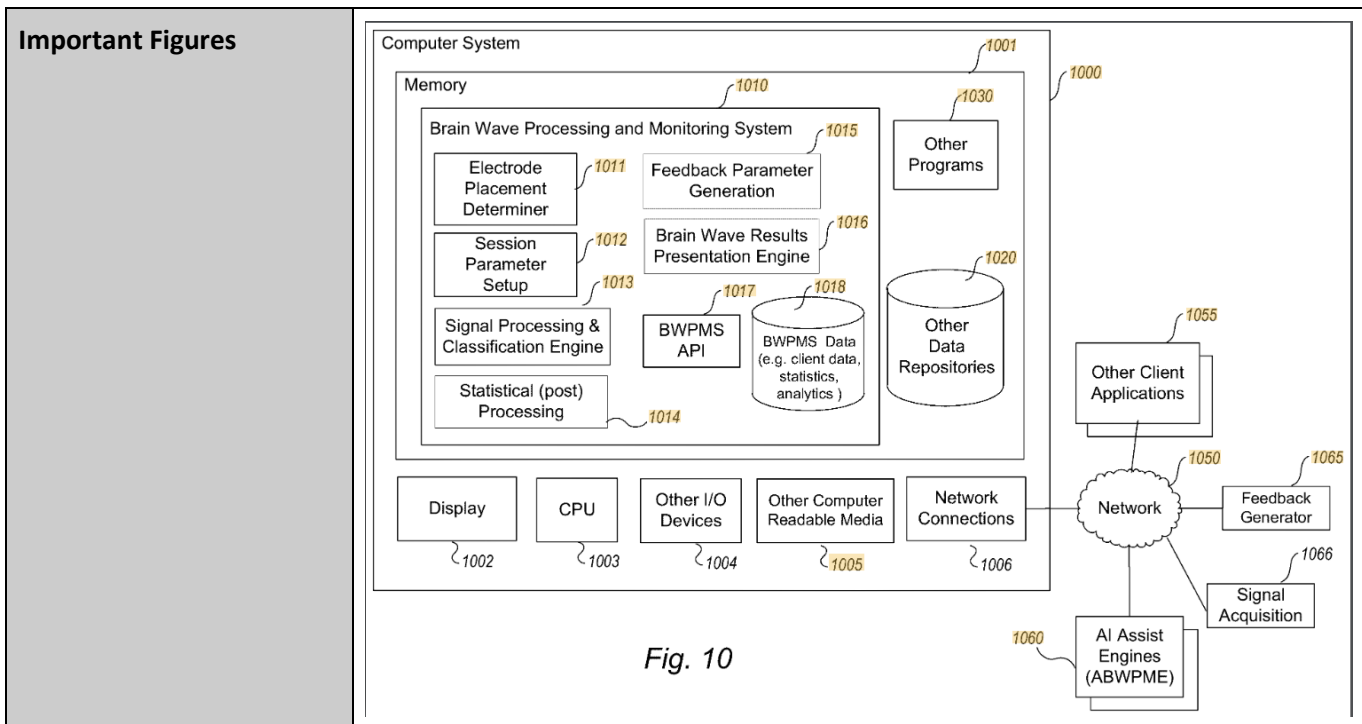 Important Figures
Computer System
1001
1000
Memory
1010
1030
Brain Wave Processing and Monitoring System
1015
Other
Programs
Electrode
Placement
Determiner
1011
Feedback Parameter
Generation
1016
Session
Parameter
Setup
1012
Brain Wave Results
Presentation Engine
1020
1013
1017
1018
Signal Processing &
Classification Engine
BWPMS
API
BWPMS Data
(e.g. client data,
statistics,
analytics )
Other
Data
Repositories
1055
Other Client
Applications
Statistical (post)
Processing
1014
1050
1065
Display
CPU
Other I/O
Devices
Other Computer
Readable Media
Network
Connections
Network
Feedback
Generator
1002
1003
1004
1005
1006
1066
Signal
Acquisition
1060
AI Assist
Engines
(ABWPME)
Fig. 10